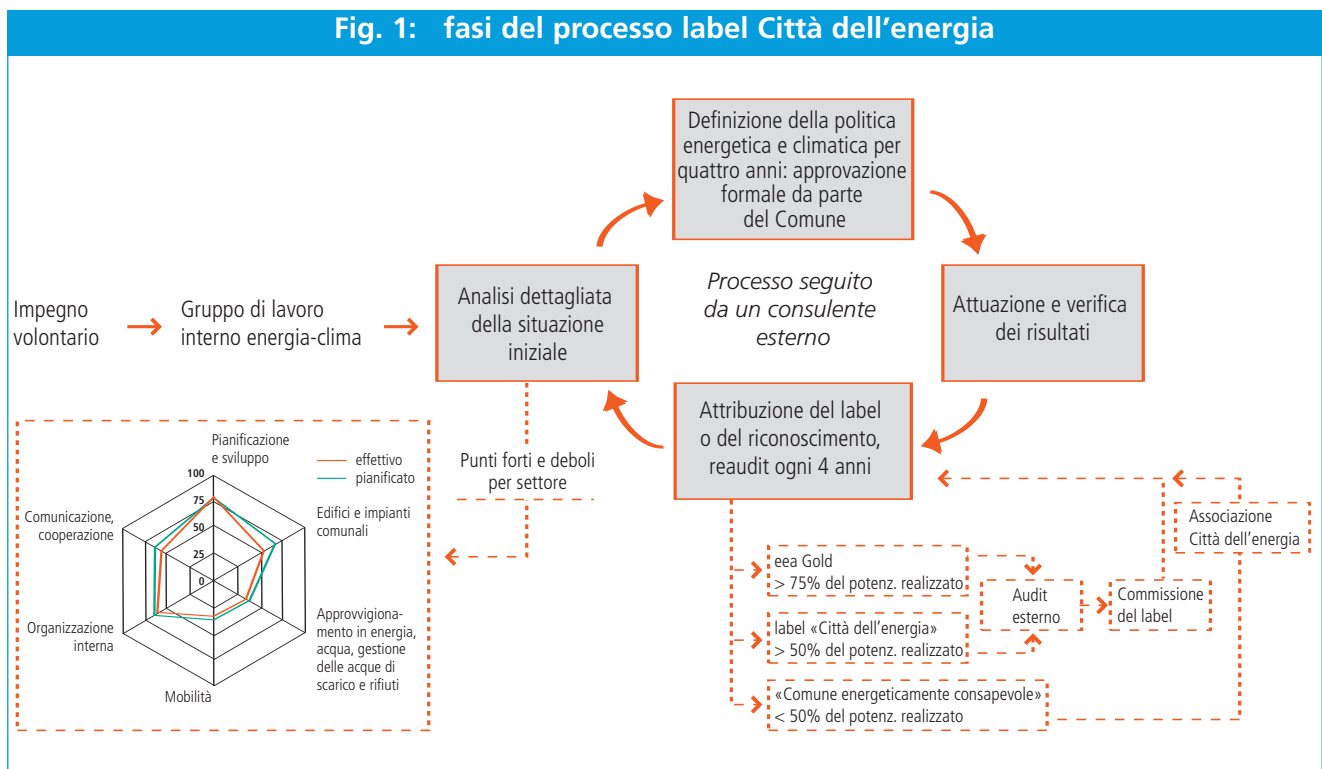 Fig. 1: fasi del processo label Città dell'energia
Definizione della politica
energetica e climatica per
quattro anni: approvazione
formale da parte
del Comune
Impegno
volontario
Gruppo di lavoro
interno energia-clima
Analisi dettagliata
della situazione
iniziale
Processo seguito
da un consulente
esterno
Attuazione e verifica
dei risultati
Attribuzione del label
o del riconoscimento,
reaudit ogni 4 anni
Punti forti e deboli
per settore
Pianificazione
e sviluppo
effettivo
pianificato
100
75
50
25
0
Comunicazione,
cooperazione
Edifici e impianti
comunali
Organizzazione
interna
Approvvigiona-
mento in energia,
acqua, gestione
delle acque di
scarico e rifiuti
Mobilità
eea Gold
> 75% del potenz. realizzato
label «Città dell'energia»
> 50% del potenz. realizzato
«Comune energeticamente consapevole»
< 50% del potenz. realizzato
Audit
esterno
Commissione
del label
Associazione
Città dell'energia